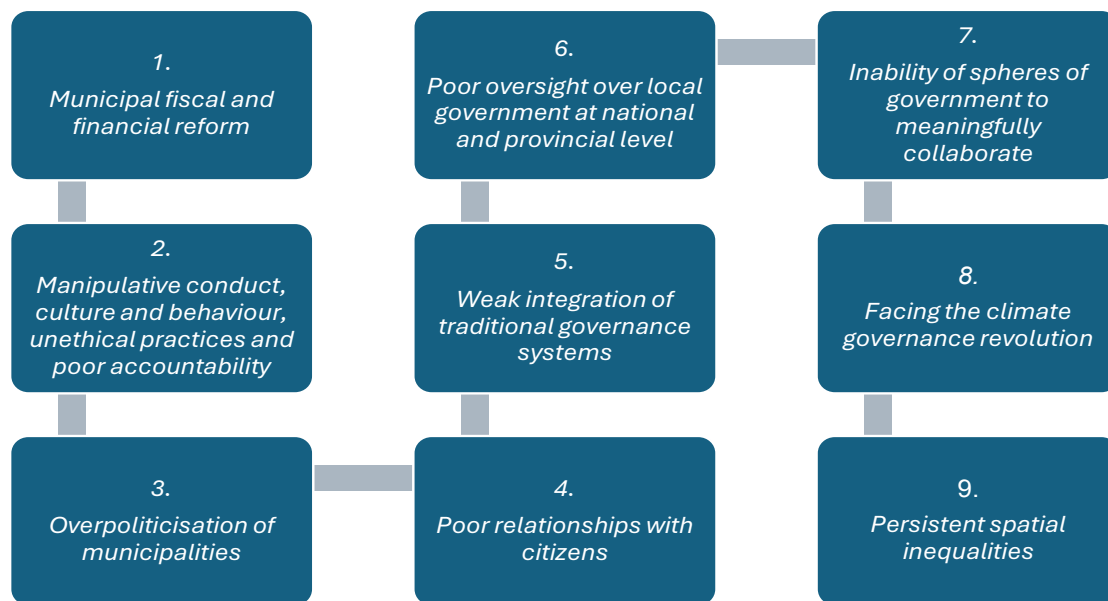 1.
Municipal fiscal and
financial reform
2.
Manipulative conduct,
culture and behaviour,
unethical practices and
poor accountability
3.
Overpoliticisation of
municipalities
4.
Poor relationships with
citizens
5.
Weak integration of
traditional governance
systems
6.
Poor oversight over local
government at national
and provincial level
7.
Inability of spheres of
government to
meaningfully
collaborate
8.
Facing the climate
governance revolution
9.
Persistent spatial
inequalities